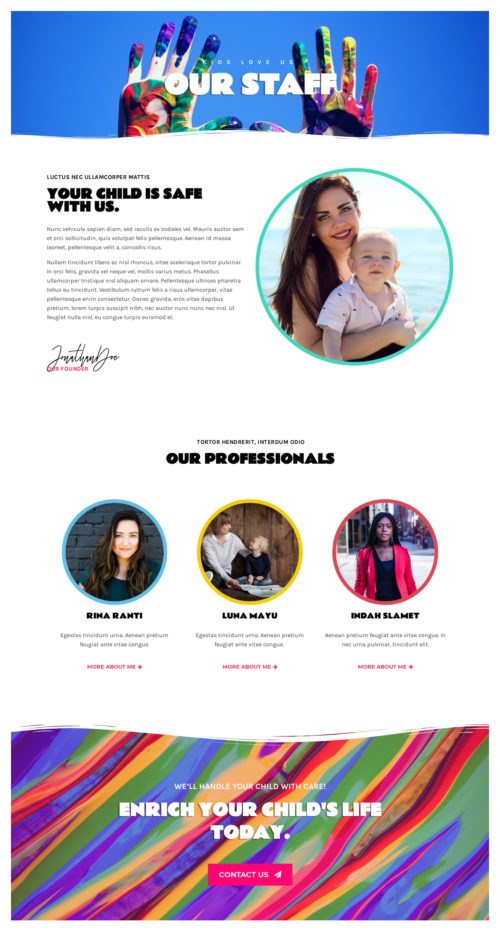 KIDS LOVE US
OUR STAFF
LUCTUS NEC ULLAMCORPER MATTIS
YOUR CHILD IS SAFE
WITH US.
Nunc vehicula sapien diam, sed iaculis ex sodales vel. Mauris auctor sem
et orci sollicitudin, quis volutpat felis pellentesque. Aenean id massa
laoreet, pellentesque velit a, convallis risus.
Nullam tincidunt libero ac nisl rhoncus, vitae scelerisque tortor pulvinar.
In orci felis, gravida vel neque vel, mollis varius metus. Phasellus
ullamcorper tristique nisl aliquam ornare. Pellentesque ultrices pharetra
tellus eu tincidunt. Vestibulum rutrum felis a risus ullamcorper, vitae
pellentesque enim consectetur. Donec gravida, eros vitae dapibus
pretium, lorem turpis suscipit nibh, nec auctor nunc nunc nec nisl. Ut
feugiat nulla nisl, eu congue turpis euismod et.
JonathanDoe
OUR FOUNDER
TORTOR HENDRERIT, INTERDUM ODIO
OUR PROFESSIONALS
RINA RANTI
Egestas tincidunt urna. Aenean pretium
feugiat ante vitae congue.
MORE ABOUT ME
LUNA MAYU
Egestas tincidunt urna. Aenean pretium
feugiat ante vitae congue.
MORE ABOUT ME
INDAH SLAMET
Aenean pretium feugiat ante vitae congue. In
nec urna pulvinar, tincidunt elit.
MORE ABOUT ME
WE'LL HANDLE YOUR CHILD WITH CARE!
ENRICH YOUR CHILD'S LIFE
TODAY.
CONTACT US